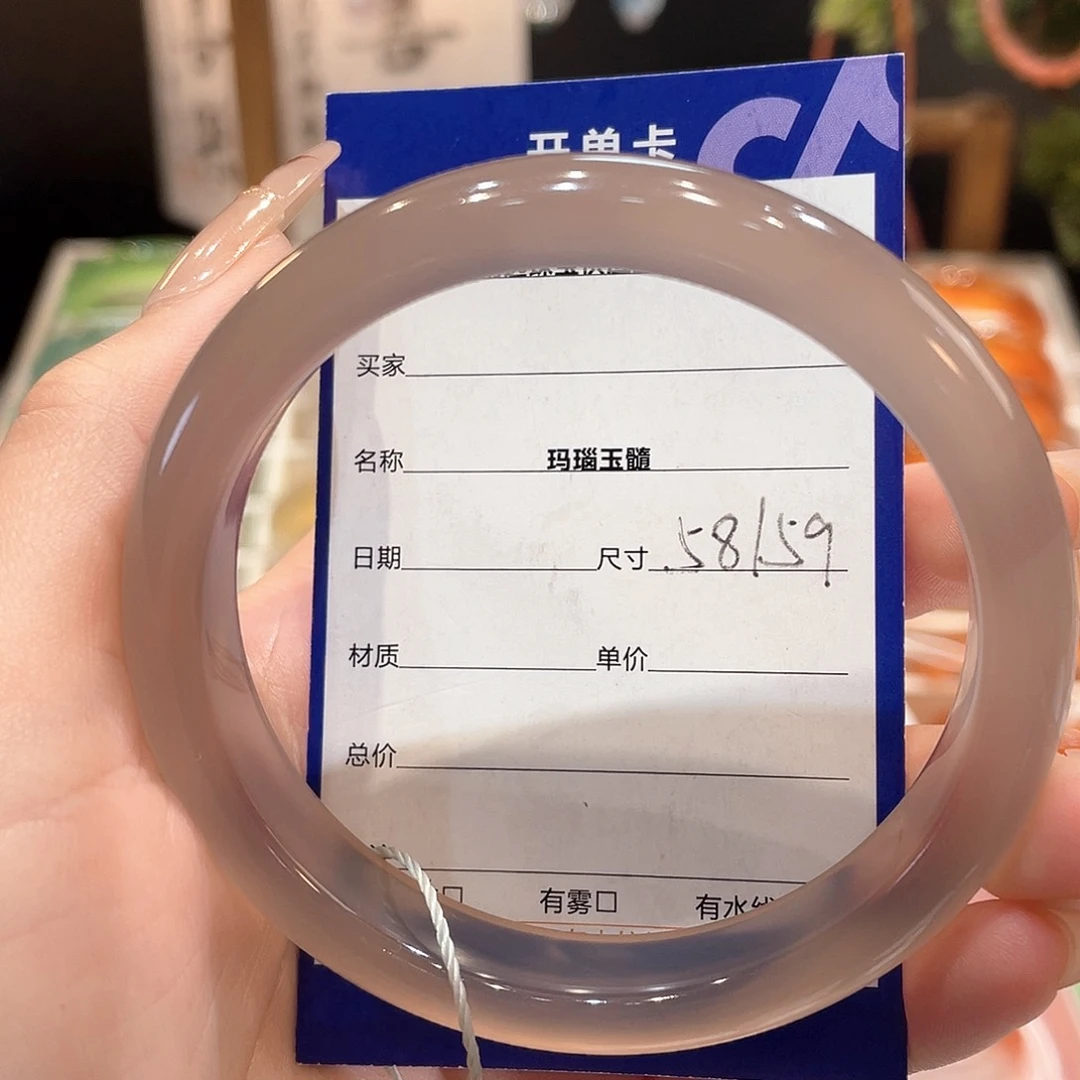 开单卡
买家
名称 玛瑙玉髓
日期 尺寸 58/59
材质 单价
总价
有雾□ 有水线